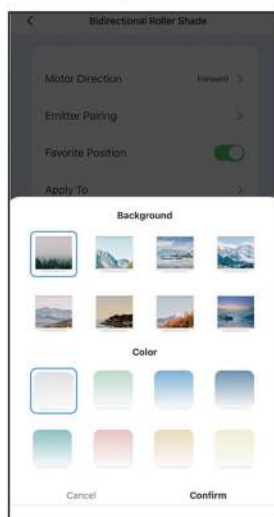 Bidirectional Roller Shade
Motor Direction Forward
Emitter Pairing
Favorite Position
Apply To
Background
Color
Cancel Confirm